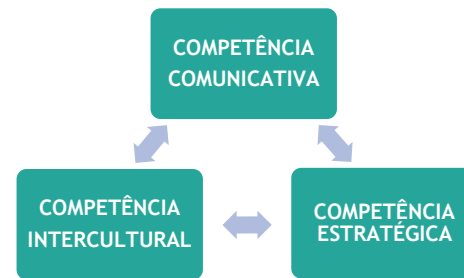 COMPETÊNCIA
COMUNICATIVA
COMPETÊNCIA
INTERCULTURAL
COMPETÊNCIA
ESTRATÉGICA